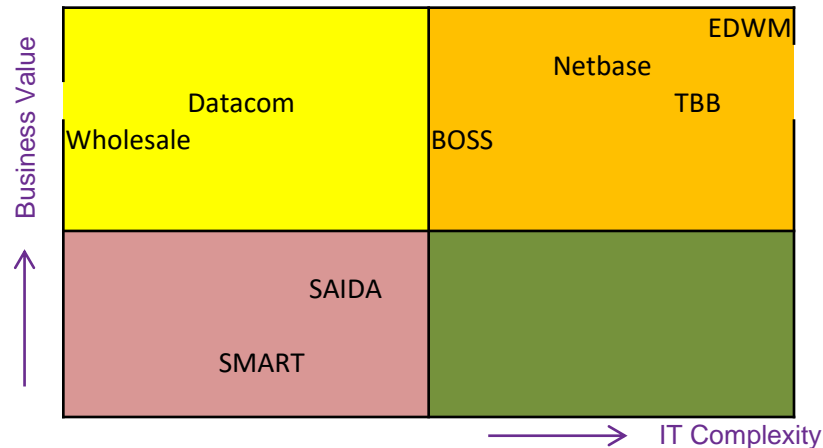 EDWM
Netbase
Datacom TBB
Wholesale BOSS
SAIDA
SMART
Business Value
IT Complexity